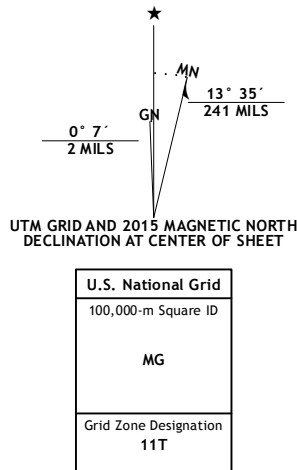 ★
MN
GN
13° 35´
241 MILS
0° 7´
2 MILS
UTM GRID AND 2015 MAGNETIC NORTH
DECLINATION AT CENTER OF SHEET
U.S. National Grid
100,000-m Square ID
MG
Grid Zone Designation
11T